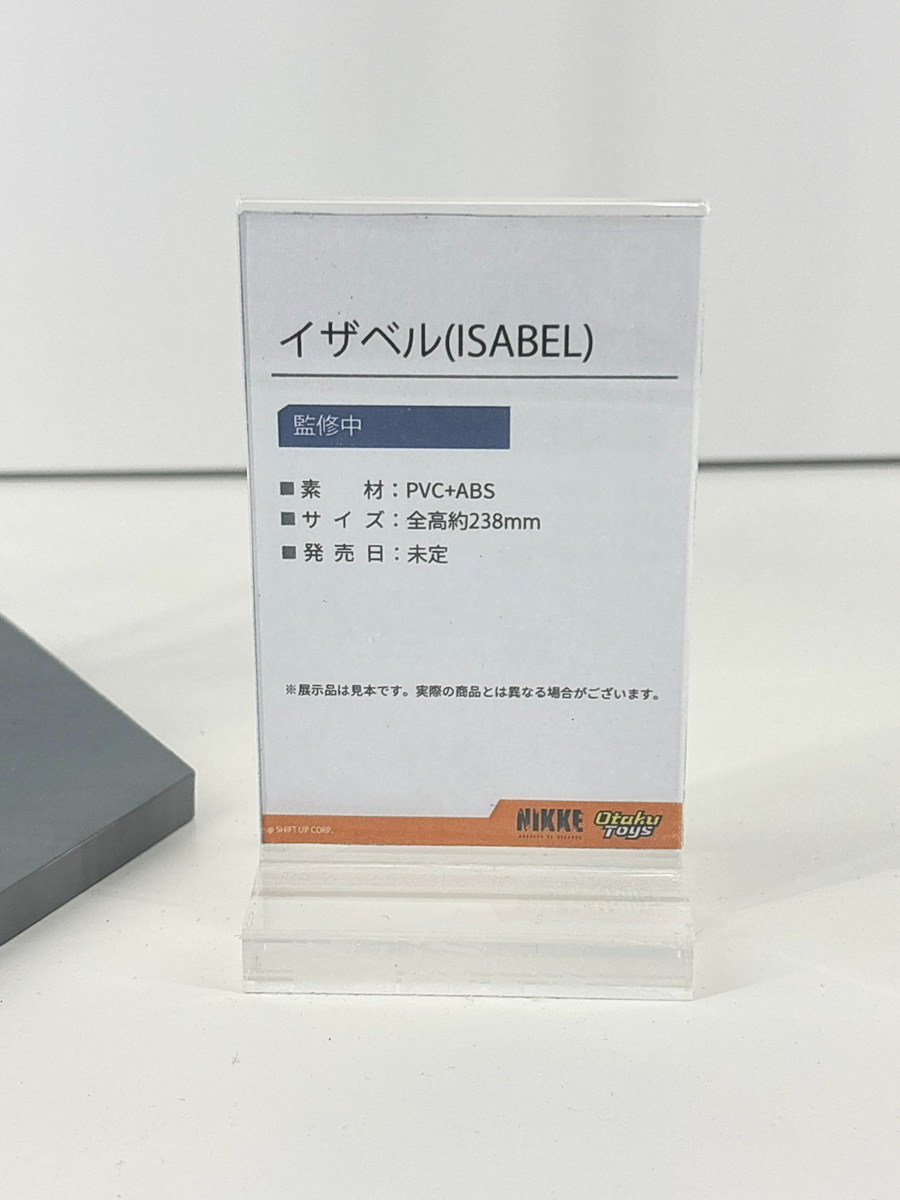 イザベル(ISABEL)
監修中
■素　材：PVC+ABS
■サイズ：全高約238mm
■発売日：未定
※展示品は見本です。実際の商品とは異なる場合がございます。
© SHIFT UP CORP.
NIKKE
Otaku Toys